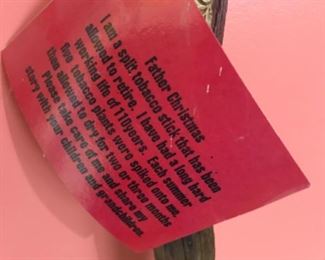 Father Christmas
I am a split tobacco stick that has been
allowed to retire. I have had a long hard
working life of 110years. Each summer
five tobacco plants were spiked onto me,
then allowed to dry for two or three months
Please take care of me and share my
story with your children and grandchildren.